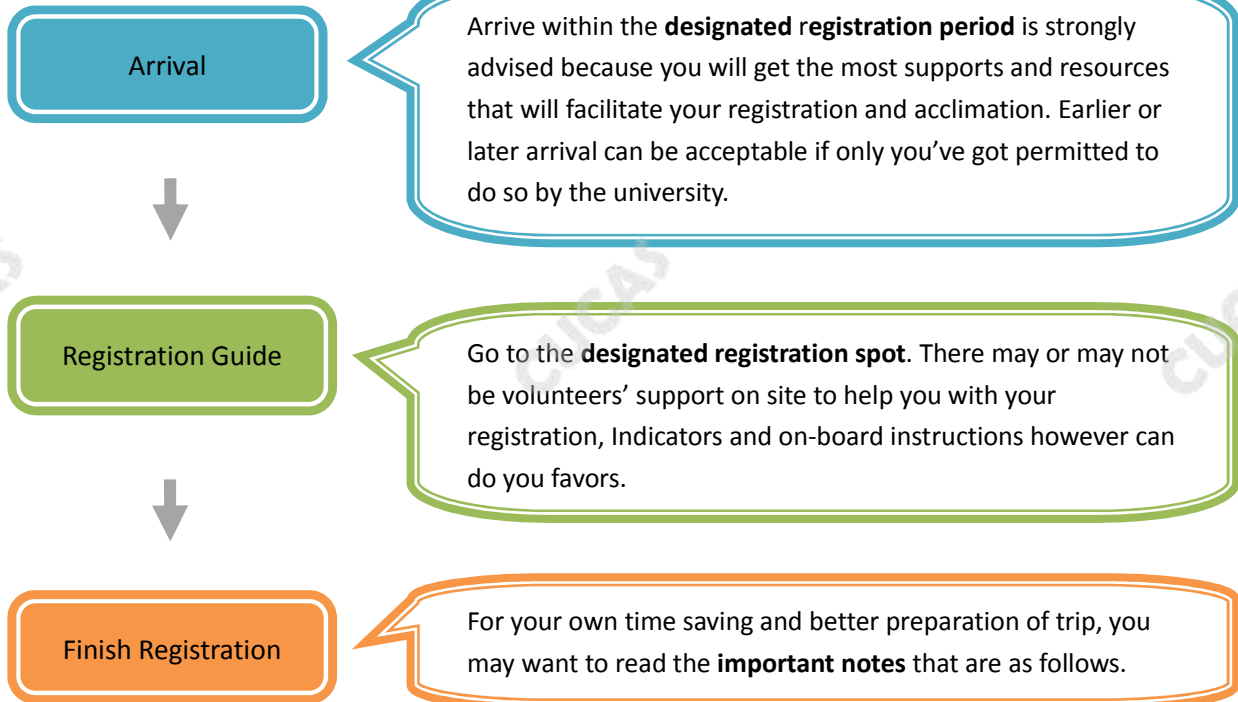 Arrival
Arrive within the designated registration period is strongly
advised because you will get the most supports and resources
that will facilitate your registration and acclimation. Earlier or
later arrival can be acceptable if only you’ve got permitted to
do so by the university.
CUCAS
Registration Guide
Go to the designated registration spot. There may or may not
be volunteers’ support on site to help you with your
registration, Indicators and on-board instructions however can
do you favors.
Finish Registration
For your own time saving and better preparation of trip, you
may want to read the important notes that are as follows.